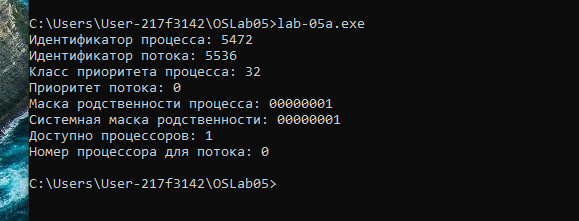 C:\Users\User-217f3142\OSLab05>lab-05a.exe
Идентификатор процесса: 5472
Идентификатор потока: 5536
Класс приоритета процесса: 32
Приоритет потока: 0
Маска родственности процесса: 00000001
Системная маска родственности: 00000001
Доступно процессоров: 1
Номер процессора для потока: 0
C:\Users\User-217f3142\OSLab05>